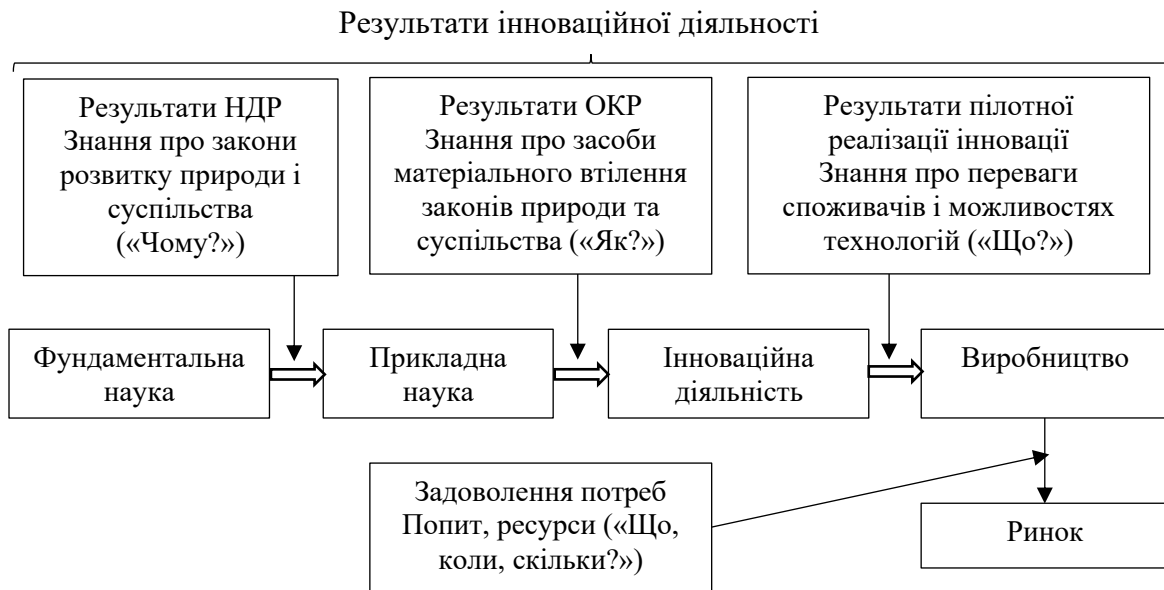 Результати інноваційної діяльності
Результати НДР
Знання про закони
розвитку природи і
суспільства
(«Чому?»)
Результати ОКР
Знання про засоби
матеріального втілення
законів природи та
суспільства («Як?»)
Результати пілотної
реалізації інновації
Знання про переваги
споживачів і можливостях
технологій («Що?»)
Фундаментальна
наука
Прикладна
наука
Інноваційна
діяльність
Виробництво
Задоволення потреб
Попит, ресурси («Що,
коли, скільки?»)
Ринок